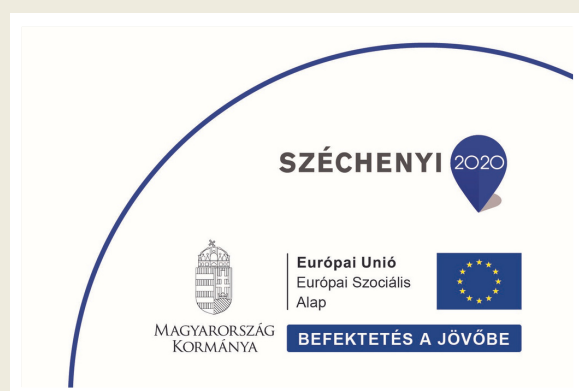 SZÉCHENYI 2020
Európai Unió
Európai Szociális
Alap
MAGYARORSZÁG
KORMÁNYA
BEFEKTETÉS A JÖVŐBE